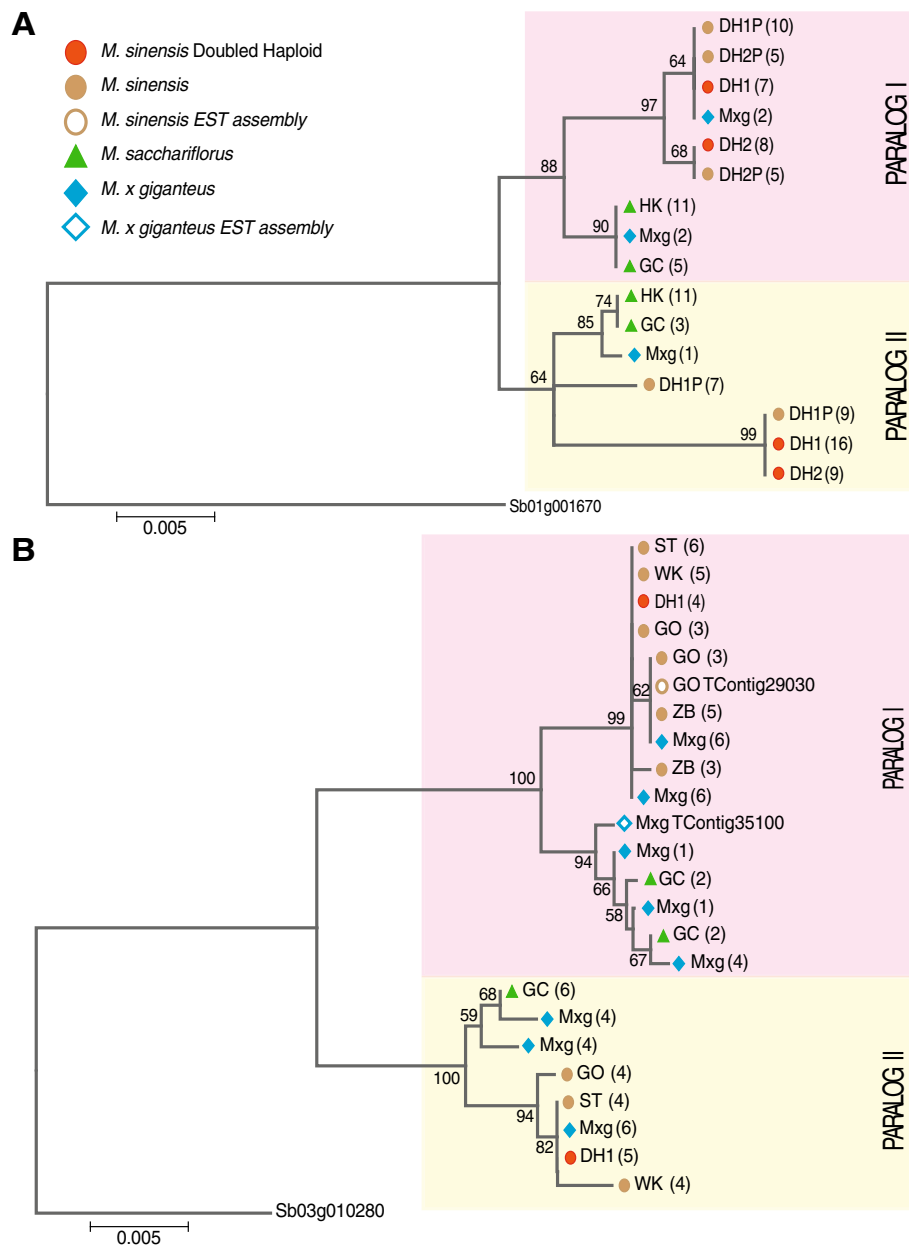 A
M. sinensis Doubled Haploid
M. sinensis
M. sinensis EST assembly
M. sacchariflorus
M. x giganteus
M. x giganteus EST assembly
PARALOG I
DH1P (10)
DH2P (5)
64
DH1 (7)
97
Mxg (2)
DH2 (8)
68
DH2P (5)
88
HK (11)
90
Mxg (2)
GC (5)
PARALOG II
HK (11)
74
GC (3)
85
Mxg (1)
64
DH1P (7)
DH1P (9)
99
DH1 (16)
DH2 (9)
Sb01g001670
0.005
B
PARALOG I
ST (6)
WK (5)
DH1 (4)
GO (3)
GO (3)
62
GO TContig29030
ZB (5)
99
Mxg (6)
ZB (3)
100
Mxg (6)
Mxg TContig35100
Mxg (1)
94
GC (2)
66
Mxg (1)
58
GC (2)
67
Mxg (4)
PARALOG II
GC (6)
68
Mxg (4)
59
Mxg (4)
100
GO (4)
ST (4)
94
Mxg (6)
82
DH1 (5)
WK (4)
Sb03g010280
0.005